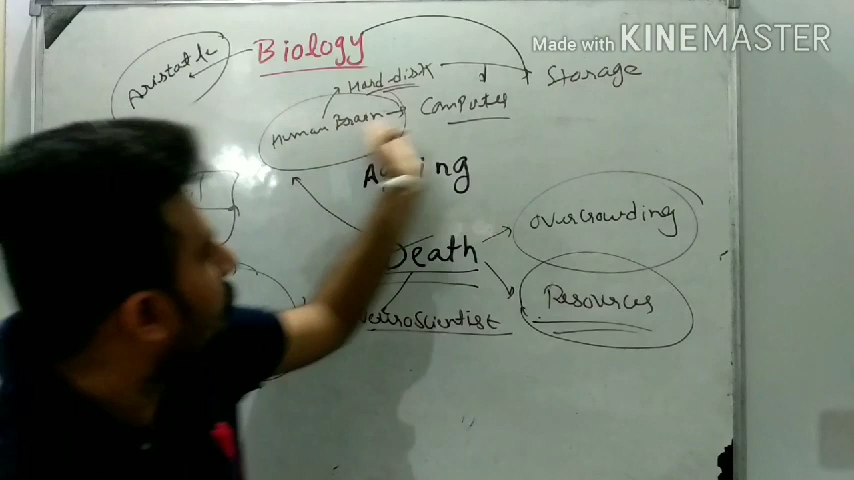 Made with KINEMASTER
Biology
Aristotle
Hard disk
Storage
Computer
Human Brain
Death
overcrowding
Resources
NeuroScientist